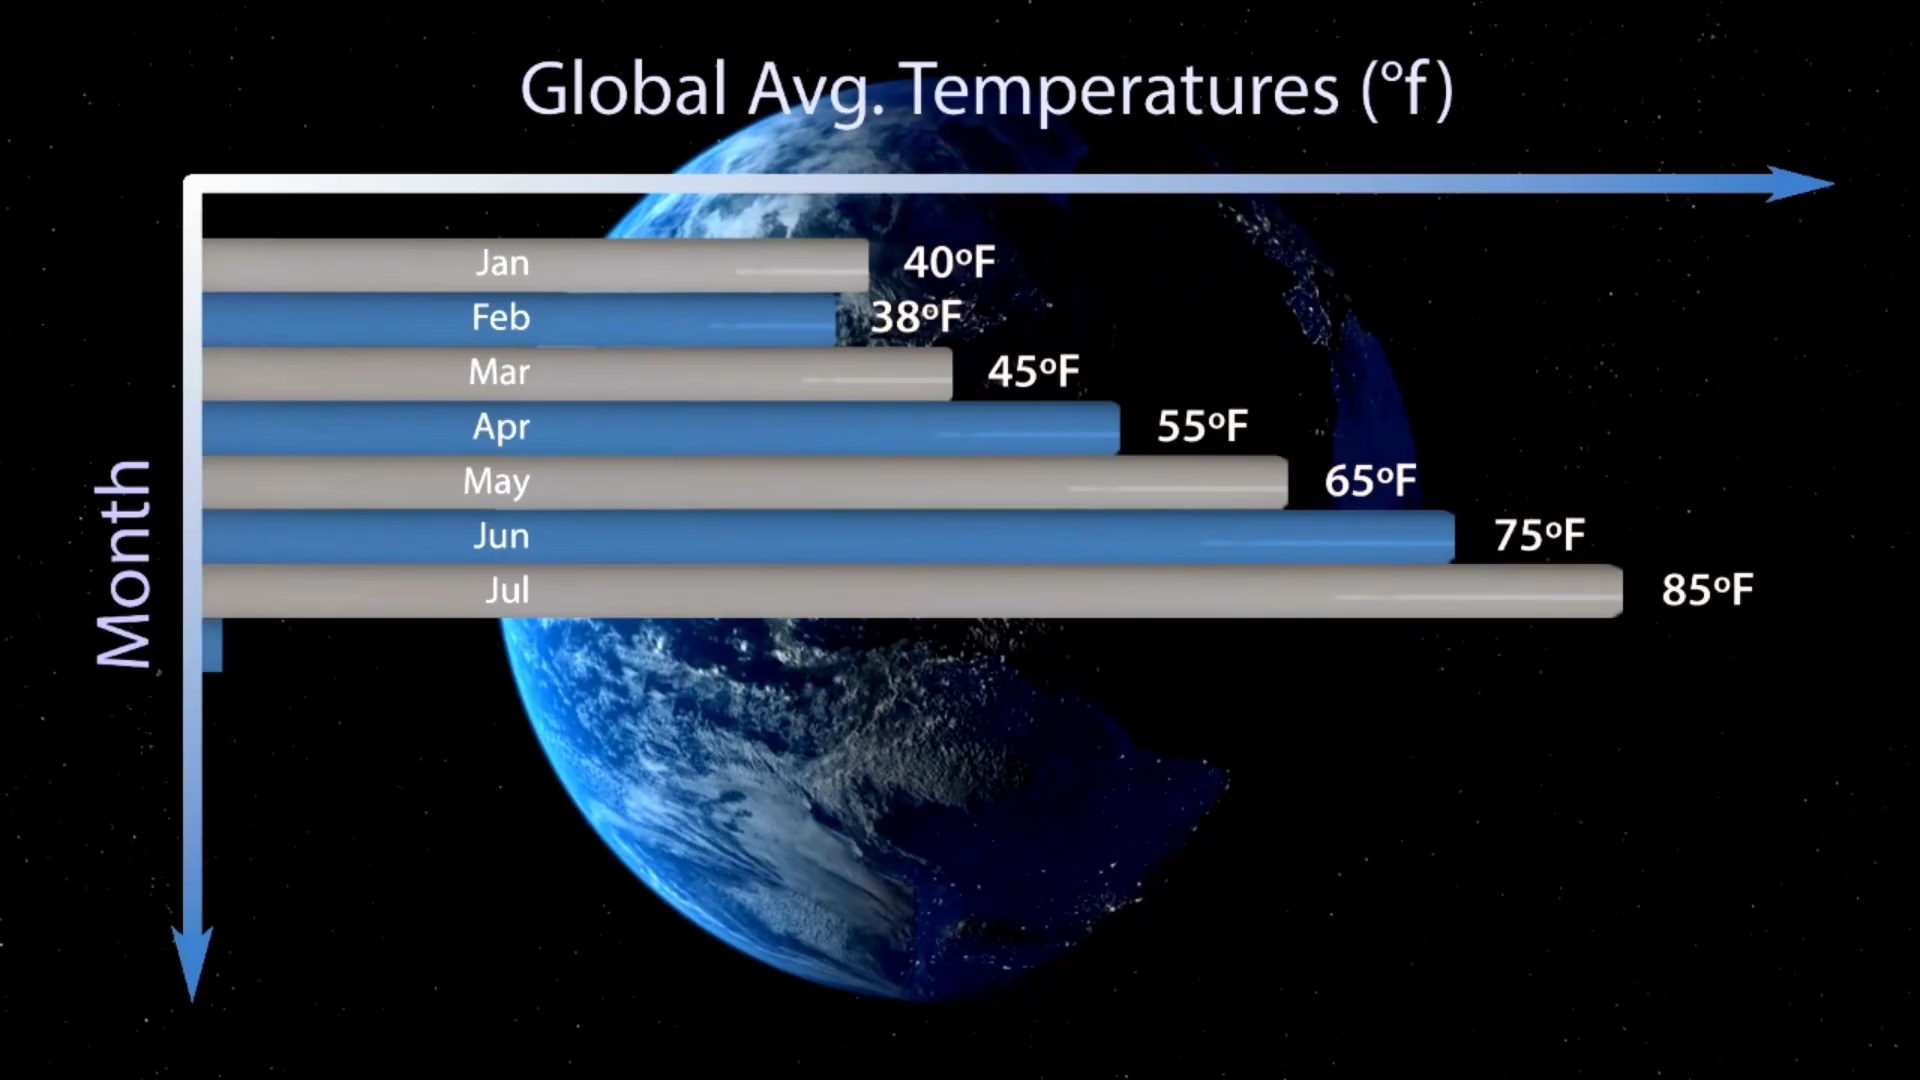 Global Avg. Temperatures (°f)
Jan 40ºF
Feb 38ºF
Mar 45ºF
Apr 55ºF
May 65ºF
Jun 75ºF
Jul 85ºF
Month